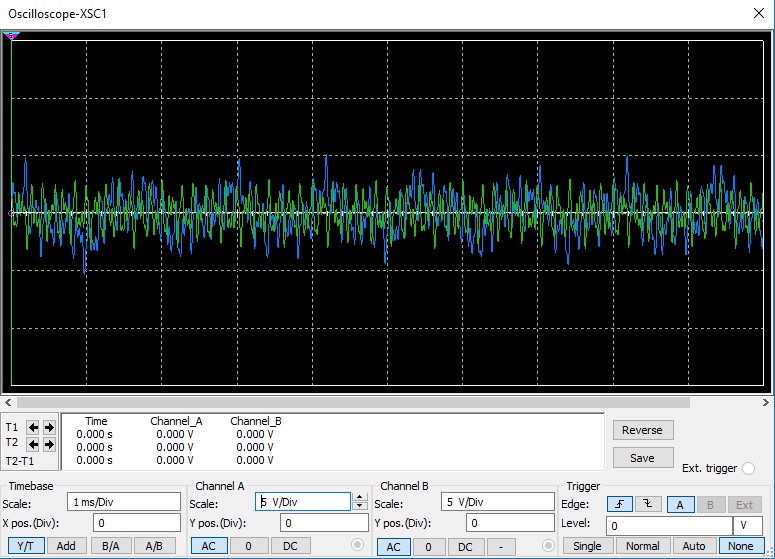 Oscilloscope-XSC1
T1
T2
T2-T1
Time Channel_A Channel_B
0.000 s 0.000 V 0.000 V
0.000 s 0.000 V 0.000 V
0.000 s 0.000 V 0.000 V
Reverse
Save
Ext. trigger
Timebase
Scale: 1 ms/Div
X pos.(Div): 0
Y/T Add B/A A/B
Channel A
Scale: 5 V/Div
Y pos.(Div): 0
AC 0 DC
Channel B
Scale: 5 V/Div
Y pos.(Div): 0
AC 0 DC -
Trigger
Edge: A B Ext
Level: 0 V
Single Normal Auto None